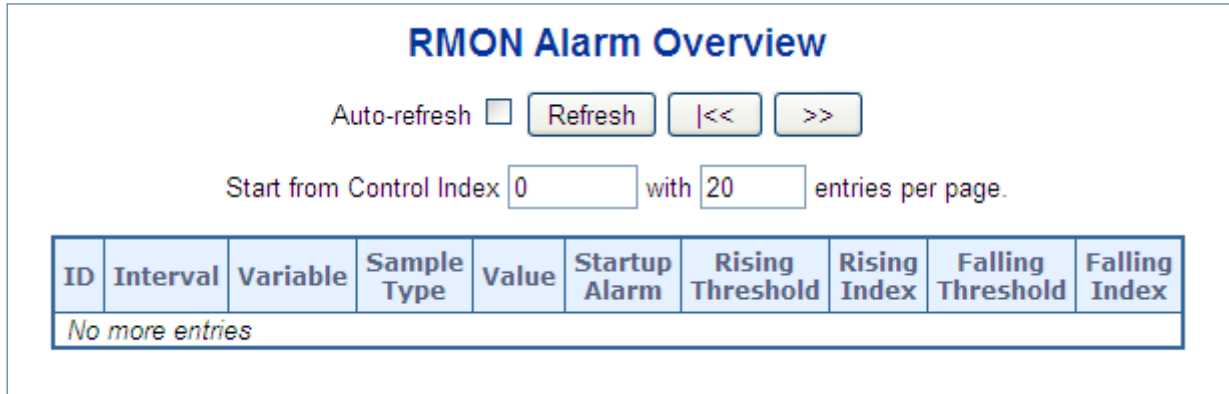 RMON Alarm Overview
Auto-refresh Refresh |<< >>
Start from Control Index 0 with 20 entries per page.
ID Interval Variable Sample Type Value Startup Alarm Rising Threshold Rising Index Falling Threshold Falling Index
No more entries